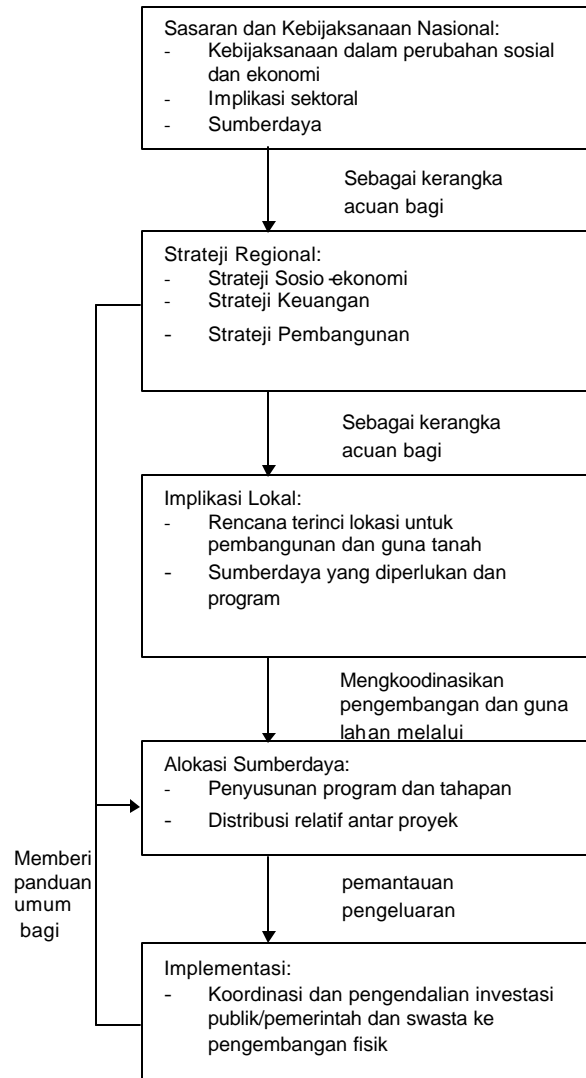 Sasaran dan Kebijaksanaan Nasional:
- Kebijaksanaan dalam perubahan sosial
dan ekonomi
- Implikasi sektoral
- Sumberdaya
Sebagai kerangka
acuan bagi
Strateji Regional:
- Strateji Sosio-ekonomi
- Strateji Keuangan
- Strateji Pembangunan
Sebagai kerangka
acuan bagi
Implikasi Lokal:
- Rencana terinci lokasi untuk
pembangunan dan guna tanah
- Sumberdaya yang diperlukan dan
program
Mengkoodinasikan
pengembangan dan guna
lahan melalui
Alokasi Sumberdaya:
- Penyusunan program dan tahapan
- Distribusi relatif antar proyek
Memberi
panduan
umum
bagi
pemantauan
pengeluaran
Implementasi:
- Koordinasi dan pengendalian investasi
publik/pemerintah dan swasta ke
pengembangan fisik